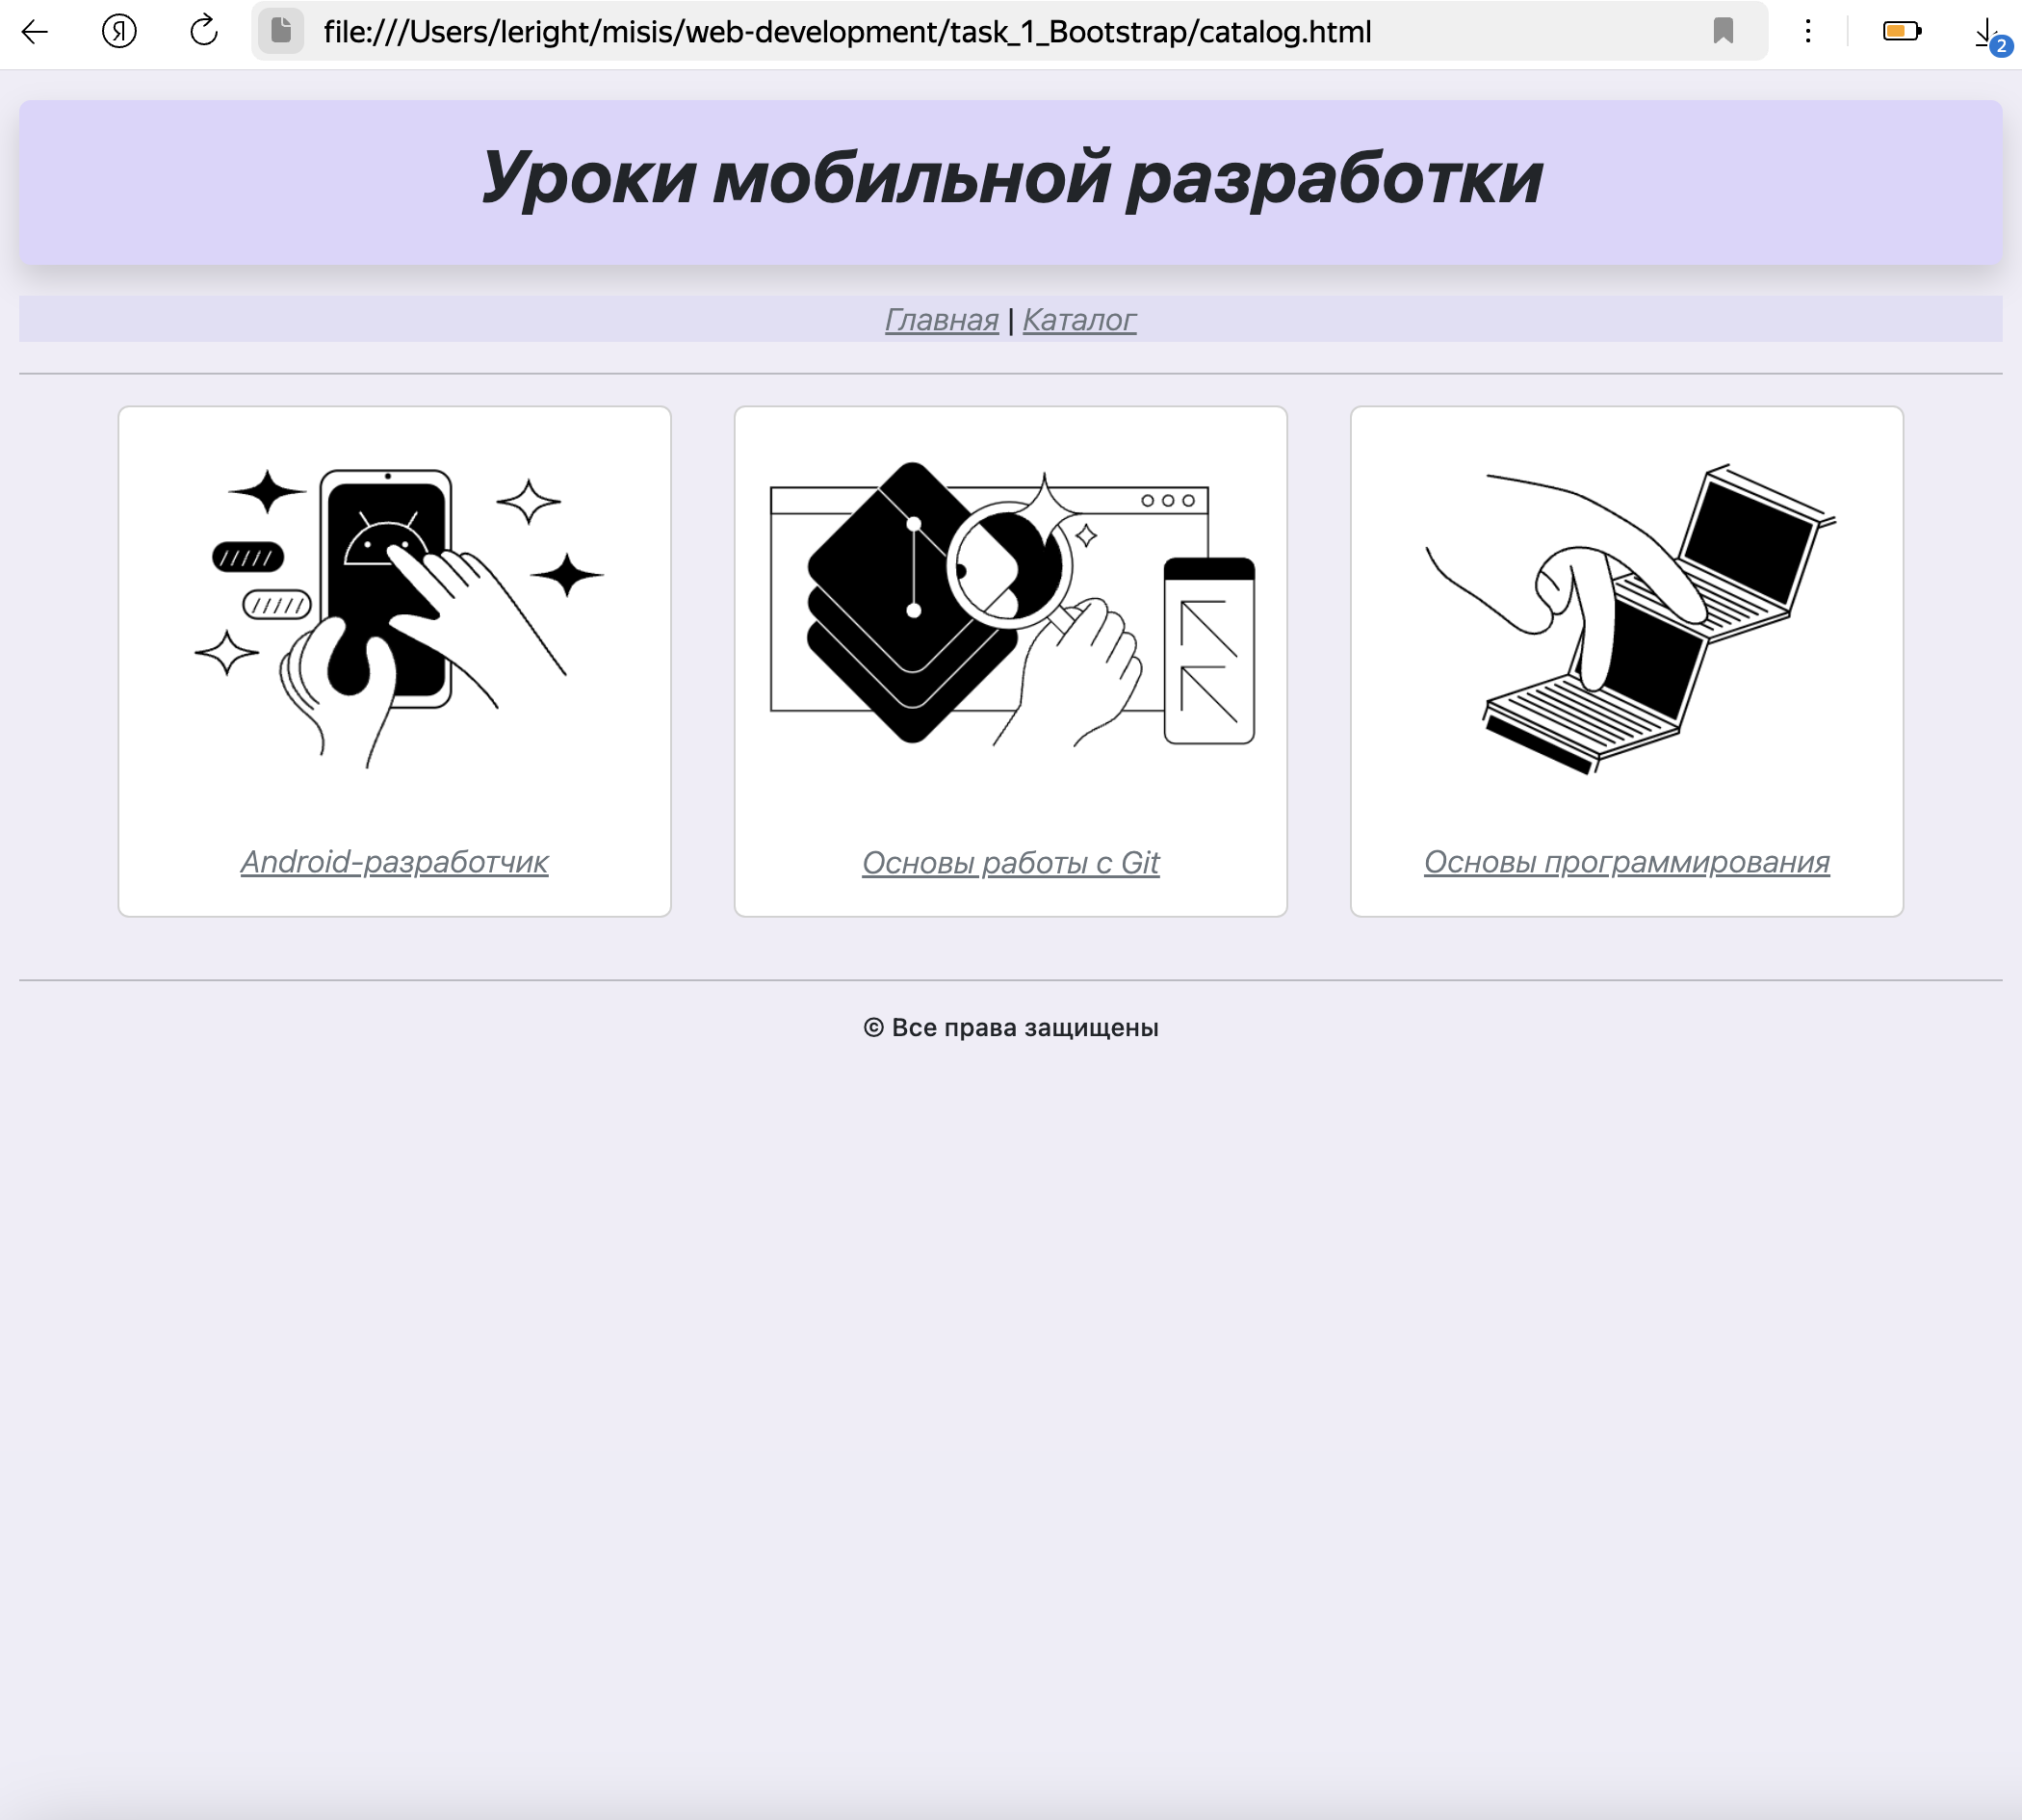 Я
file:///Users/leright/misis/web-development/task_1_Bootstrap/catalog.html
2
Уроки мобильной разработки
Главная | Каталог
Android-разработчик
Основы работы с Git
Основы программирования
© Все права защищены